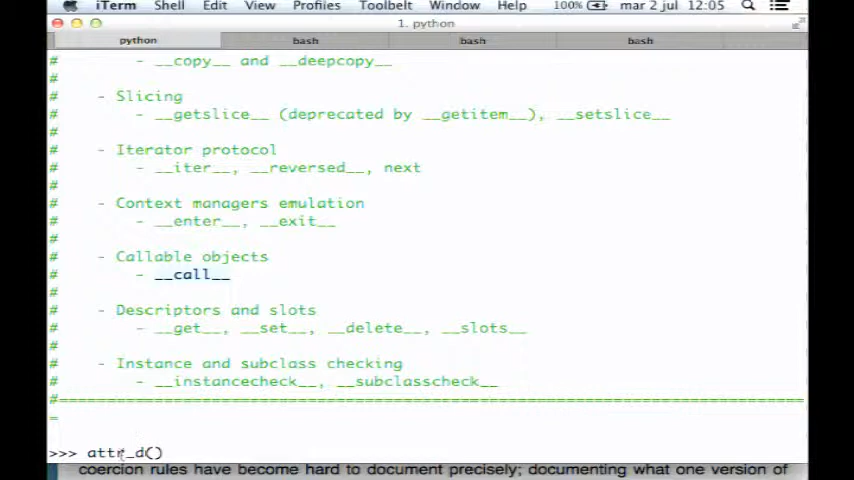 iTerm Shell Edit View Profiles Toolbelt Window Help 100% mar 2 jul 12:05
1. python
python bash bash bash
# - __copy__ and __deepcopy__
#
# - Slicing
# - __getslice__ (deprecated by __getitem__), __setslice__
#
# - Iterator protocol
# - __iter__, __reversed__, next
#
# - Context managers emulation
# - __enter__, __exit__
#
# - Callable objects
# - __call__
#
# - Descriptors and slots
# - __get__, __set__, __delete__, __slots__
#
# - Instance and subclass checking
# - __instancecheck__, __subclasscheck__
#===============================================================================
=
>>> attr_d()
coercion rules have become hard to document precisely; documenting what one version of